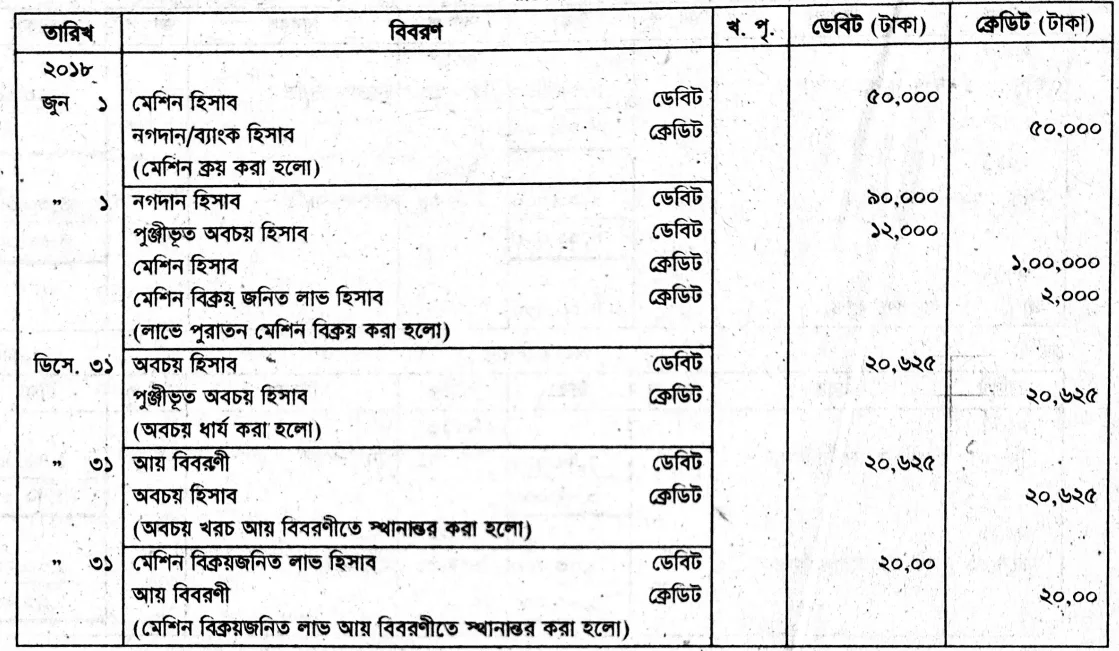 তারিখ বিবরণ খ. পৃ. ডেবিট (টাকা) ক্রেডিট (টাকা)
২০১৮
জুন ১ মেশিন হিসাব ডেবিট ৫০,০০০
নগদান/ব্যাংক হিসাব ক্রেডিট ৫০,০০০
(মেশিন ক্রয় করা হলো)
" ১ নগদান হিসাব ডেবিট ৯০,০০০
পুঞ্জীভূত অবচয় হিসাব ডেবিট ১২,০০০
মেশিন হিসাব ক্রেডিট ১,০০,০০০
মেশিন বিক্রয় জনিত লাভ হিসাব ক্রেডিট ২,০০০
(লাভে পুরাতন মেশিন বিক্রয় করা হলো)
ডিসে. ৩১ অবচয় হিসাব ডেবিট ২০,৬২৫
পুঞ্জীভূত অবচয় হিসাব ক্রেডিট ২০,৬২৫
(অবচয় ধার্য করা হলো)
" ৩১ আয় বিবরণী ডেবিট ২০,৬২৫
অবচয় হিসাব ক্রেডিট ২০,৬২৫
(অবচয় খরচ আয় বিবরণীতে স্থানান্তর করা হলো)
" ৩১ মেশিন বিক্রয়জনিত লাভ হিসাব ডেবিট ২০,০০
আয় বিবরণী ক্রেডিট ২০,০০
(মেশিন বিক্রয়জনিত লাভ আয় বিবরণীতে স্থানান্তর করা হলো)